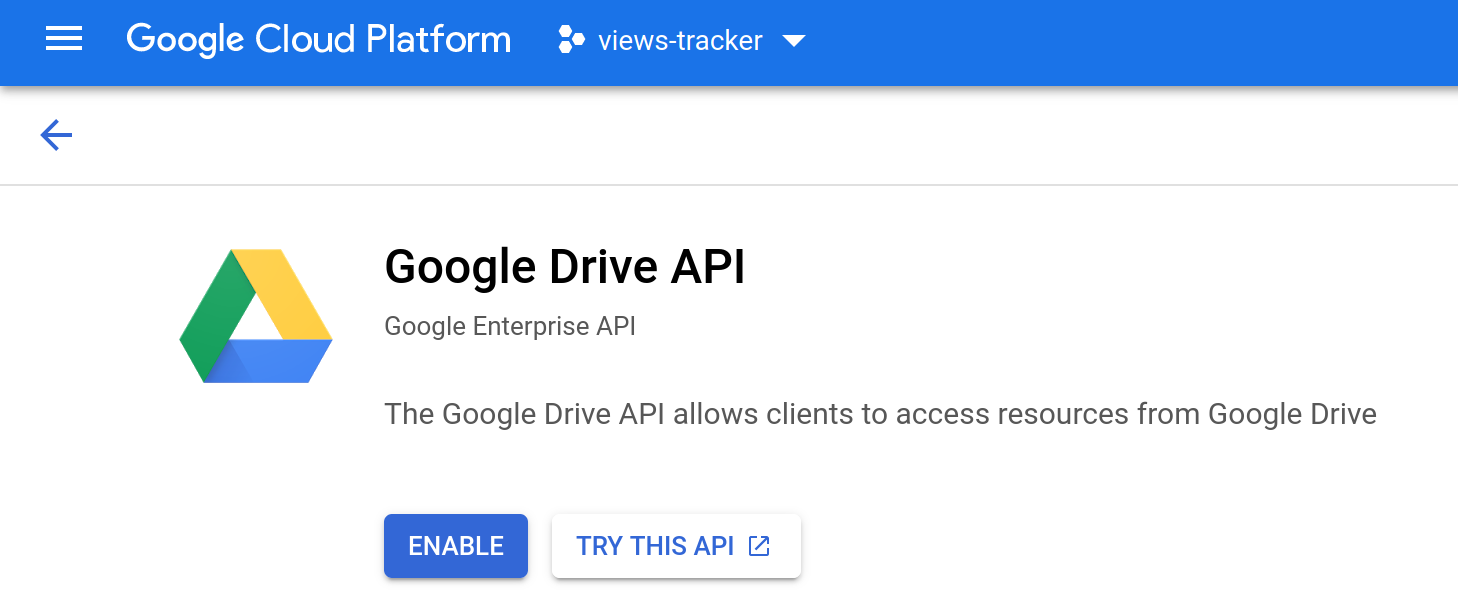 Google Cloud Platform views-tracker
Google Drive API
Google Enterprise API
The Google Drive API allows clients to access resources from Google Drive
ENABLE TRY THIS API